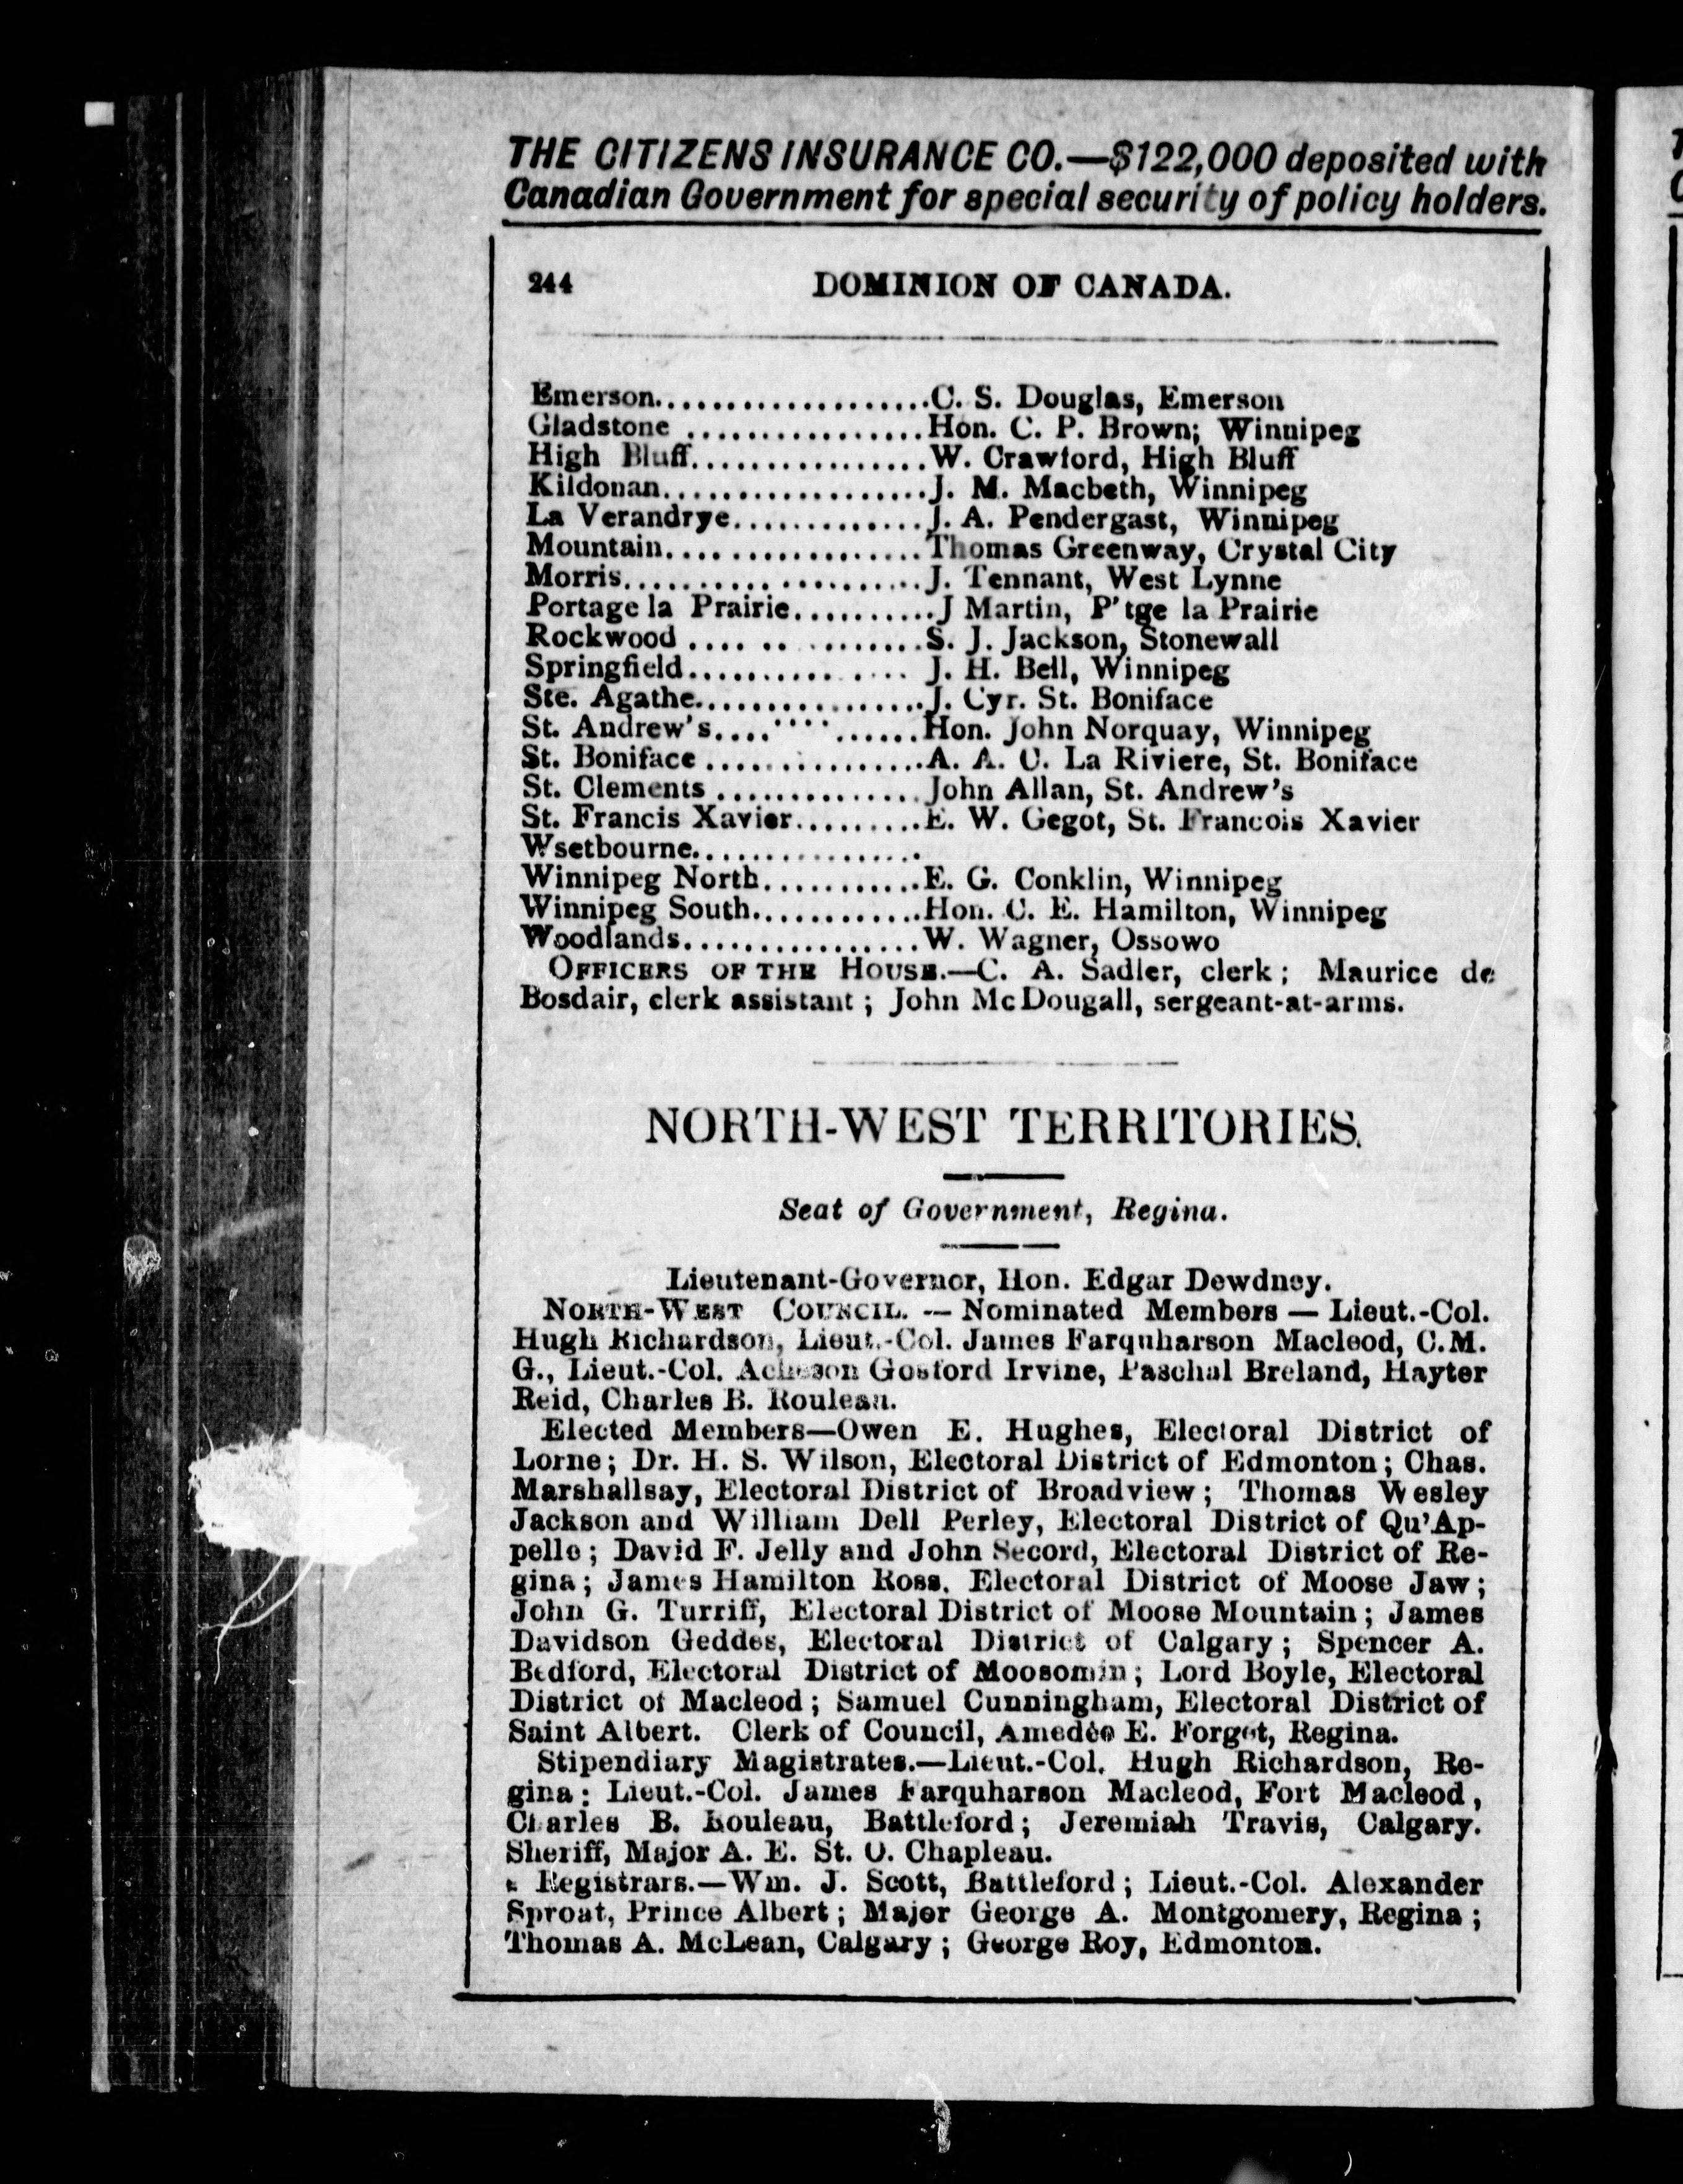 THE CITIZENS INSURANCE CO.—$122,000 deposited with
Canadian Government for special security of policy holders.
244 DOMINION OF CANADA.
Emerson....................C. S. Douglas, Emerson
Gladstone .................Hon. C. P. Brown; Winnipeg
High Bluff.................W. Crawford, High Bluff
Kildonan...................J. M. Macbeth, Winnipeg
La Verandrye..............J. A. Pendergast, Winnipeg
Mountain..................Thomas Greenway, Crystal City
Morris.....................J. Tennant, West Lynne
Portage la Prairie...........J Martin, P'tge la Prairie
Rockwood .... .. ..........S. J. Jackson, Stonewall
Springfield................ J. H. Bell, Winnipeg
Ste. Agathe.................J. Cyr. St. Boniface
St. Andrew's..............Hon. John Norquay, Winnipeg
St. Boniface ................A. A. C. La Riviere, St. Boniface
St. Clements ...............John Allan, St. Andrew's
St. Francis Xavier.........E. W. Gegot, St. Francois Xavier
Wsetbourne.................
Winnipeg North............E. G. Conklin, Winnipeg
Winnipeg South............Hon. C. E. Hamilton, Winnipeg
Woodlands.................W. Wagner, Ossowo
OFFICERS OF THE HOUSE.—C. A. Sadler, clerk; Maurice de
Bosdair, clerk assistant; John McDougall, sergeant-at-arms.
NORTH-WEST TERRITORIES.
Seat of Government, Regina.
Lieutenant-Governor, Hon. Edgar Dewdney.
NORTH-WEST COUNCIL. — Nominated Members — Lieut.-Col.
Hugh Richardson, Lieut.-Col. James Farquharson Macleod, C.M.
G., Lieut.-Col. Acheson Gosford Irvine, Paschal Breland, Hayter
Reid, Charles B. Rouleau.
Elected Members—Owen E. Hughes, Electoral District of
Lorne; Dr. H. S. Wilson, Electoral District of Edmonton; Chas.
Marshallsay, Electoral District of Broadview; Thomas Wesley
Jackson and William Dell Perley, Electoral District of Qu'Ap-
pelle; David F. Jelly and John Secord, Electoral District of Re-
gina; James Hamilton Ross, Electoral District of Moose Jaw;
John G. Turriff, Electoral District of Moose Mountain; James
Davidson Geddes, Electoral District of Calgary; Spencer A.
Bedford, Electoral District of Moosomin; Lord Boyle, Electoral
District of Macleod; Samuel Cunningham, Electoral District of
Saint Albert. Clerk of Council, Amedée E. Forget, Regina.
Stipendiary Magistrates.—Lieut.-Col. Hugh Richardson, Re-
gina: Lieut.-Col. James Farquharson Macleod, Fort Macleod,
Charles B. Rouleau, Battleford; Jeremiah Travis, Calgary.
Sheriff, Major A. E. St. O. Chapleau.
Registrars.—Wm. J. Scott, Battleford; Lieut.-Col. Alexander
Sproat, Prince Albert; Major George A. Montgomery, Regina;
Thomas A. McLean, Calgary; George Roy, Edmonton.